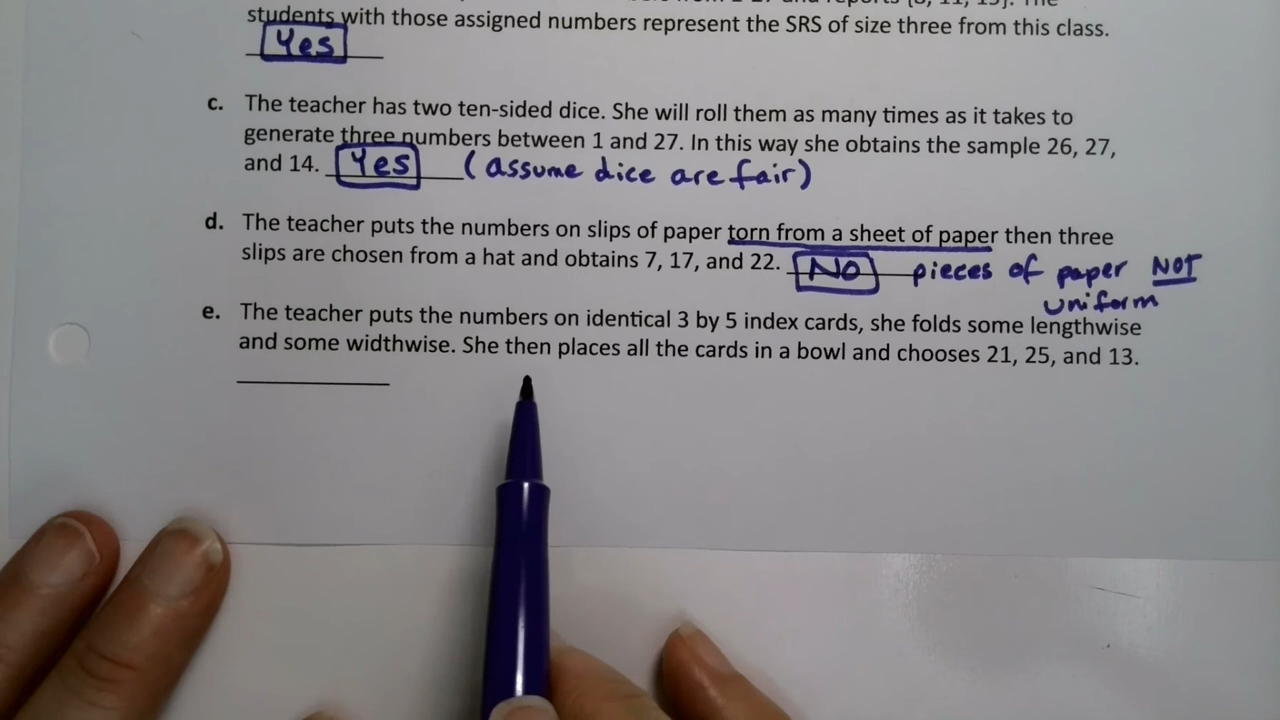 students with those assigned numbers represent the SRS of size three from this class.
Yes
c. The teacher has two ten-sided dice. She will roll them as many times as it takes to
generate three numbers between 1 and 27. In this way she obtains the sample 26, 27,
and 14. Yes (assume dice are fair)
d. The teacher puts the numbers on slips of paper torn from a sheet of paper then three
slips are chosen from a hat and obtains 7, 17, and 22. No pieces of paper NOT
uniform
e. The teacher puts the numbers on identical 3 by 5 index cards, she folds some lengthwise
and some widthwise. She then places all the cards in a bowl and chooses 21, 25, and 13.